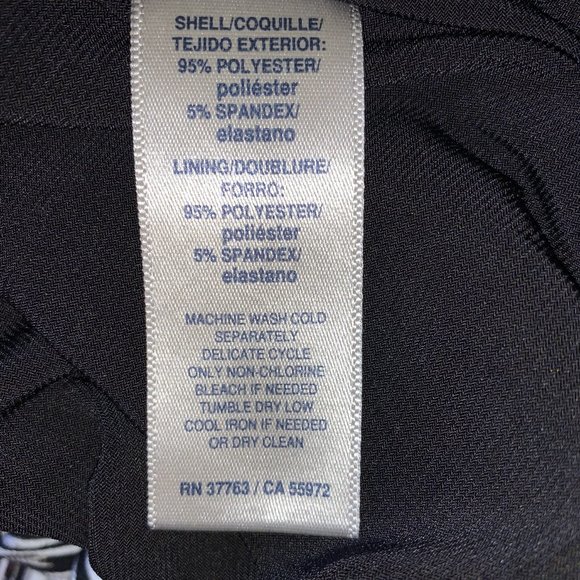 SHELL/COQUILLE/
TEJIDO EXTERIOR:
95% POLYESTER/
poliéster
5% SPANDEX/
elastano
LINING/DOUBLURE/
FORRO:
95% POLYESTER/
poliéster
5% SPANDEX/
elastano
MACHINE WASH COLD
SEPARATELY
DELICATE CYCLE
ONLY NON-CHLORINE
BLEACH IF NEEDED
TUMBLE DRY LOW
COOL IRON IF NEEDED
OR DRY CLEAN
RN 37763 / CA 55972